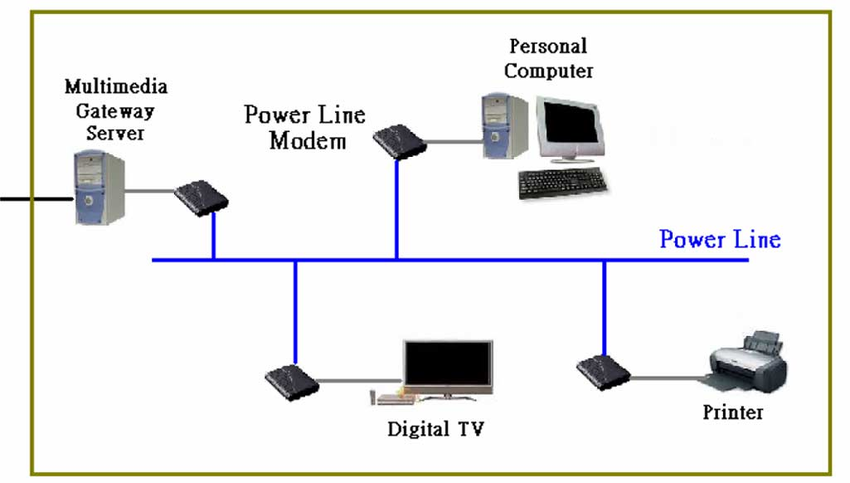 Personal
Computer
Multimedia
Gateway
Server
Power Line
Modem
Power Line
Digital TV
Printer